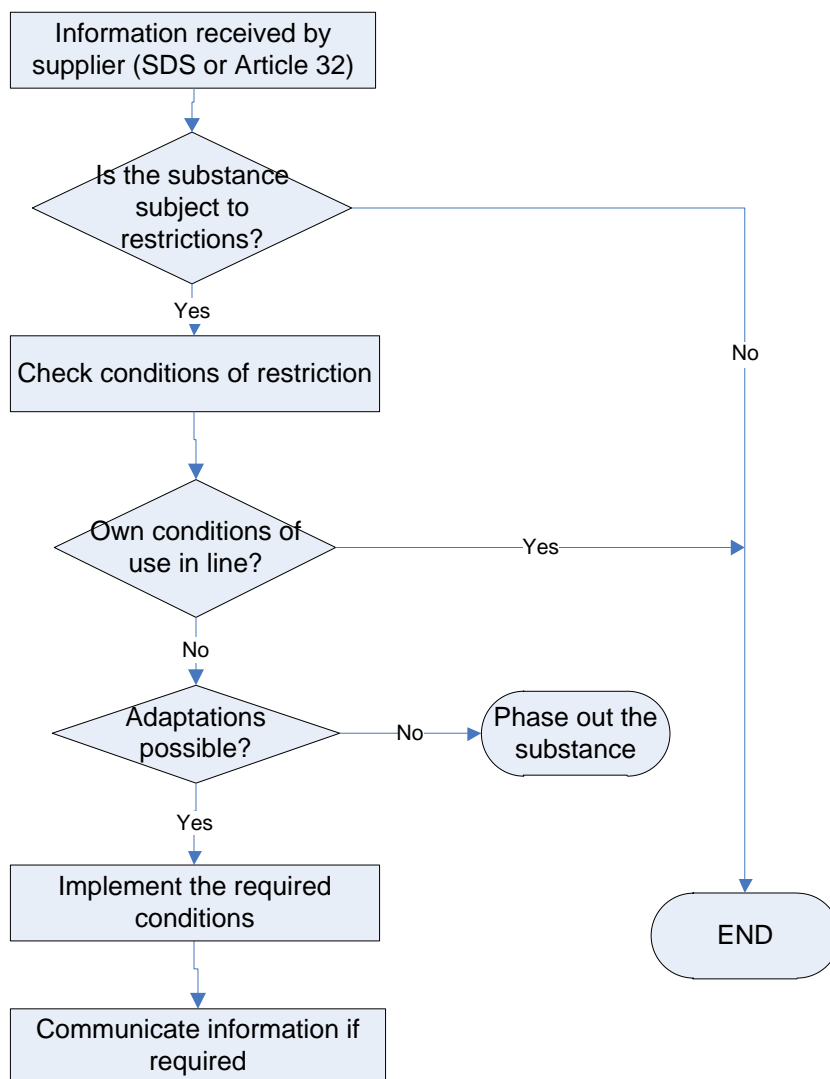 Information received by
supplier (SDS or Article 32)
Is the substance
subject to
restrictions?
Yes
No
Check conditions of restriction
Own conditions of
use in line?
Yes
No
Adaptations
possible?
No
Phase out the
substance
Yes
Implement the required
conditions
END
Communicate information if
required